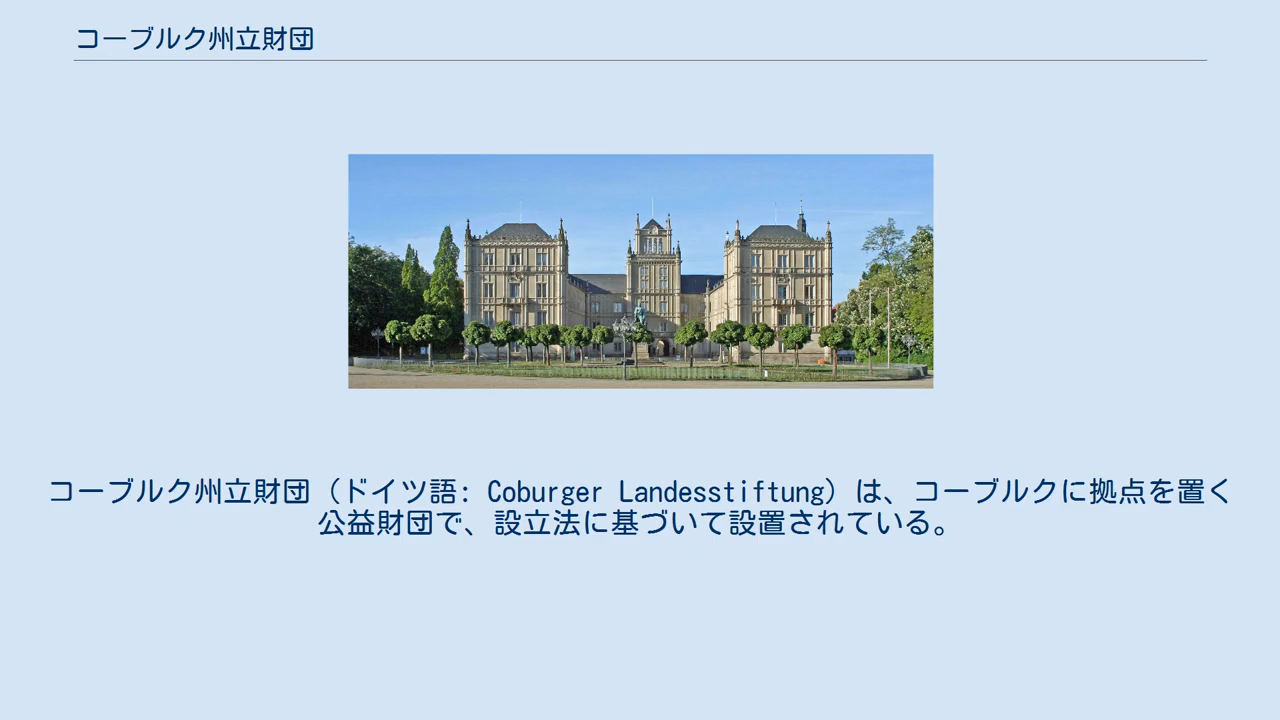 コーブルク州立財団
コーブルク州立財団（ドイツ語: Coburger Landesstiftung）は、コーブルクに拠点を置く
公益財団で、設立法に基づいて設置されている。